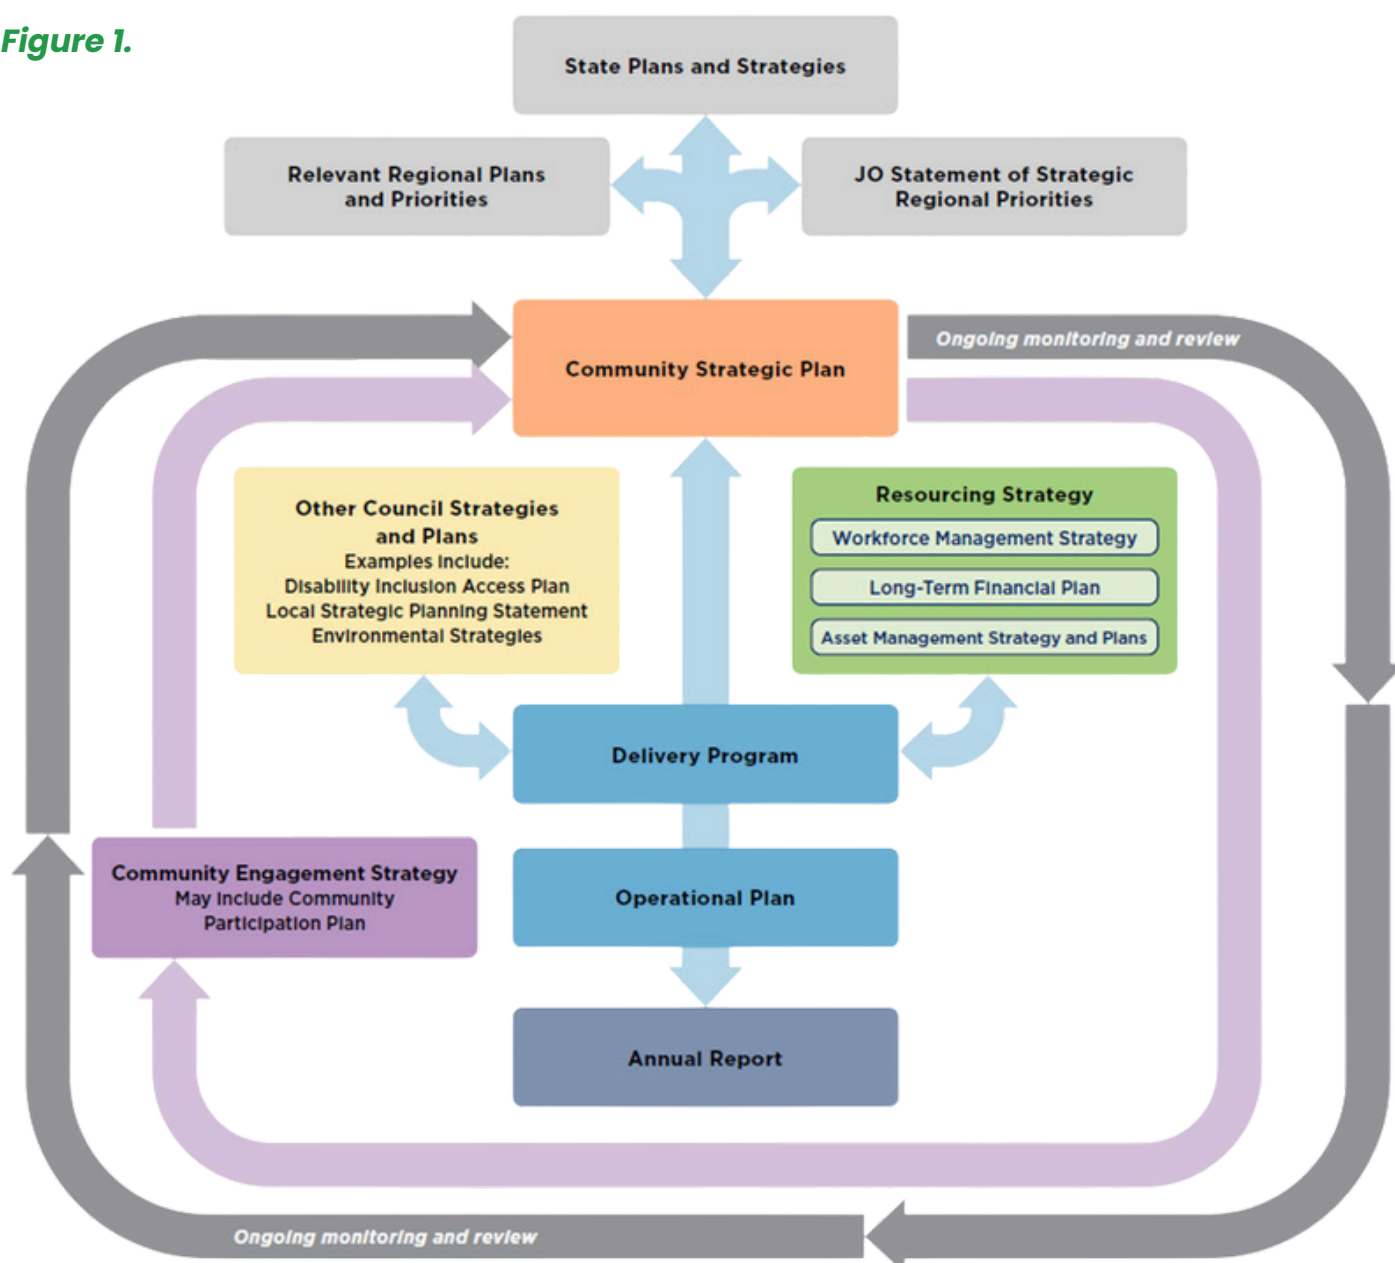 Figure 1.
State Plans and Strategies
Relevant Regional Plans
and Priorities
JO Statement of Strategic
Regional Priorities
Community Strategic Plan
Ongoing monitoring and review
Other Council Strategies
and Plans
Examples include:
Disability Inclusion Access Plan
Local Strategic Planning Statement
Environmental Strategies
Resourcing Strategy
Workforce Management Strategy
Long-Term Financial Plan
Asset Management Strategy and Plans
Delivery Program
Community Engagement Strategy
May Include Community
Participation Plan
Operational Plan
Annual Report
Ongoing monitoring and review